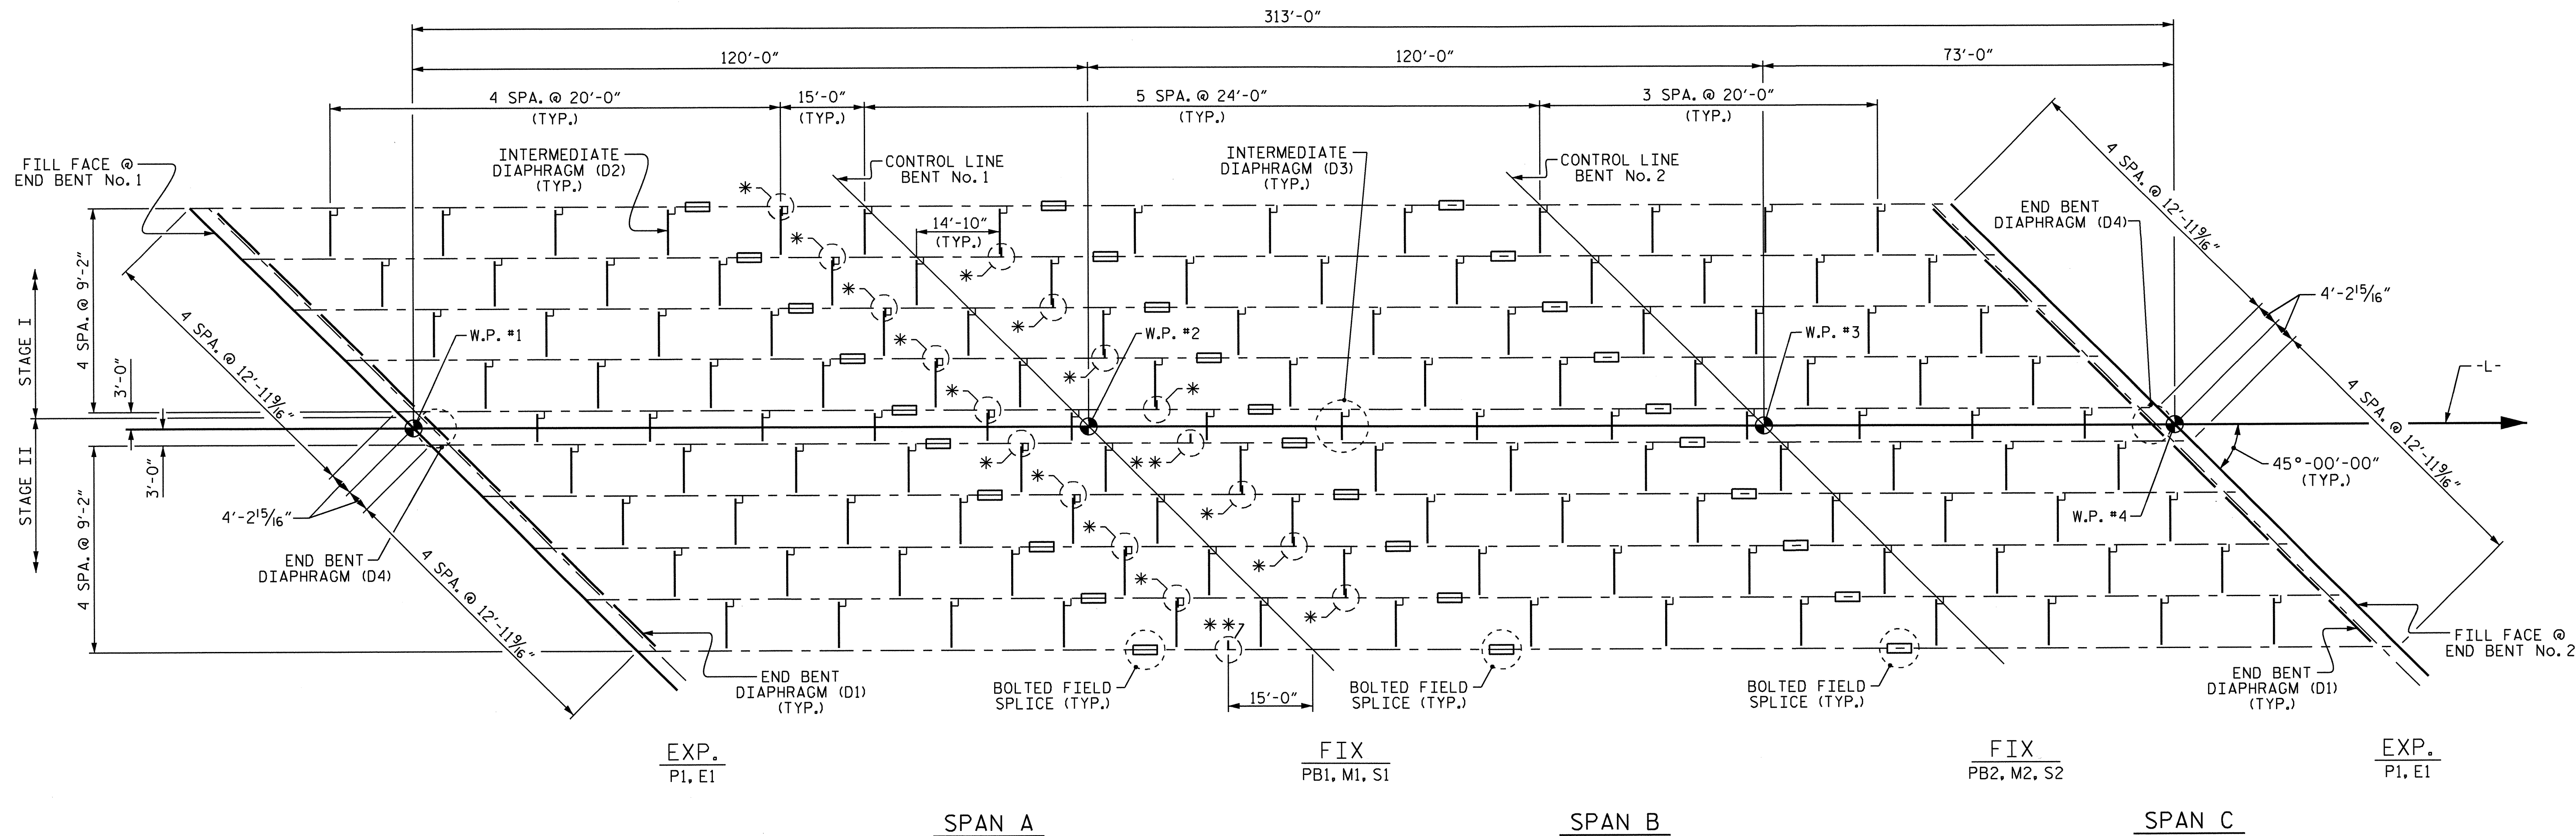 313'-0"
120'-0"
120'-0"
73'-0"
4 SPA. @ 20'-0"
(TYP.)
15'-0"
(TYP.)
5 SPA. @ 24'-0"
(TYP.)
3 SPA. @ 20'-0"
(TYP.)
FILL FACE @
END BENT No. 1
INTERMEDIATE
DIAPHRAGM (D2)
(TYP.)
CONTROL LINE
BENT No. 1
INTERMEDIATE
DIAPHRAGM (D3)
(TYP.)
CONTROL LINE
BENT No. 2
END BENT
DIAPHRAGM (D4)
4 SPA. @ 12'-11 9/16"
4'-2 15/16"
14'-10"
(TYP.)
STAGE I
4 SPA. @ 9'-2"
3'-0"
4 SPA. @ 12'-11 9/16"
W.P. #1
W.P. #2
W.P. #3
-L-
STAGE II
4 SPA. @ 9'-2"
3'-0"
4'-2 15/16"
END BENT
DIAPHRAGM (D4)
4 SPA. @ 12'-11 9/16"
45°-00'-00"
(TYP.)
W.P. #4
4 SPA. @ 12'-11 9/16"
END BENT
DIAPHRAGM (D1)
(TYP.)
BOLTED FIELD
SPLICE (TYP.)
15'-0"
BOLTED FIELD
SPLICE (TYP.)
BOLTED FIELD
SPLICE (TYP.)
END BENT
DIAPHRAGM (D1)
(TYP.)
FILL FACE @
END BENT No. 2
EXP.
P1, E1
FIX
PB1, M1, S1
FIX
PB2, M2, S2
EXP.
P1, E1
SPAN A
SPAN B
SPAN C